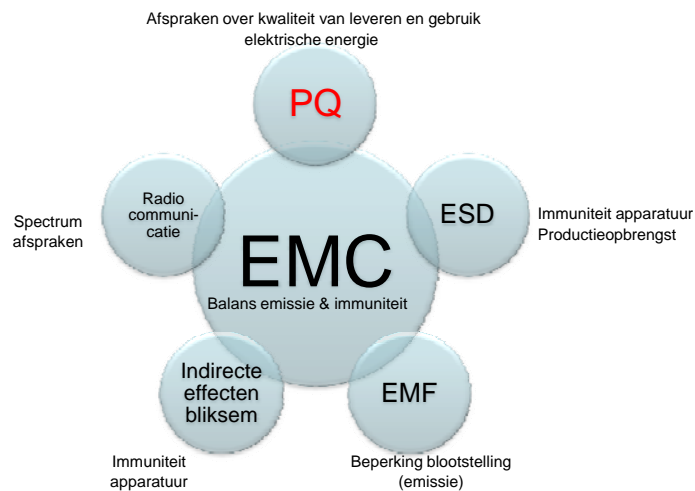 Afspraken over kwaliteit van leveren en gebruik
elektrische energie
PQ
Radio
communi-
catie
Spectrum
afspraken
ESD
Immuniteit apparatuur
Productieopbrengst
EMC
Balans emissie & immuniteit
Indirecte
effecten
bliksem
Immuniteit
apparatuur
EMF
Beperking blootstelling
(emissie)